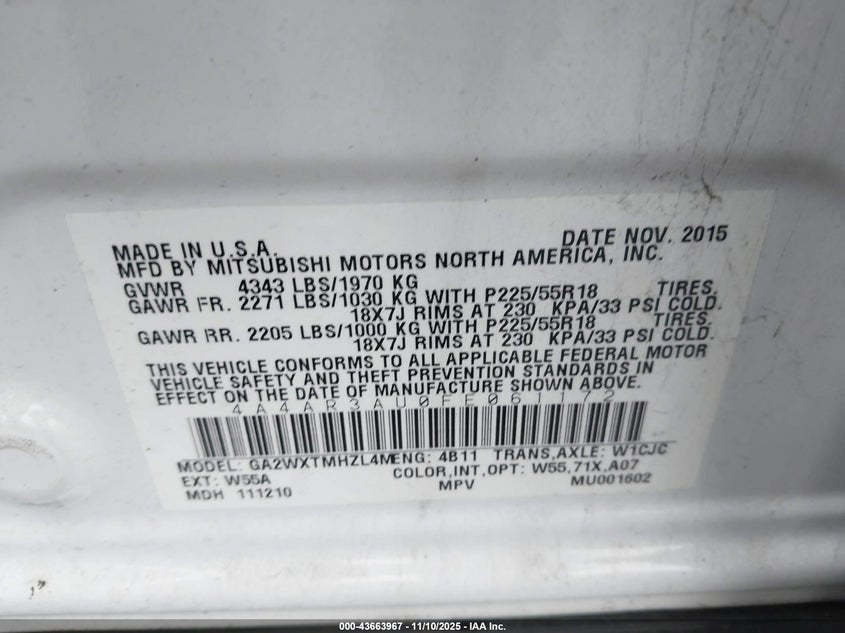 MADE IN U.S.A. DATE NOV. 2015
MFD BY MITSUBISHI MOTORS NORTH AMERICA, INC.
GVWR 4343 LBS/1970 KG
GAWR FR. 2271 LBS/1030 KG WITH P225/55R18 TIRES.
18X7J RIMS AT 230 KPA/33 PSI COLD.
GAWR RR. 2205 LBS/1000 KG WITH P225/55R18 TIRES.
18X7J RIMS AT 230 KPA/33 PSI COLD.
THIS VEHICLE CONFORMS TO ALL APPLICABLE FEDERAL MOTOR
VEHICLE SAFETY AND THEFT PREVENTION STANDARDS IN
EFFECT ON THE DATE OF MANUFACTURE SHOWN ABOVE.
4A4AR3AU0FE061172
MODEL: GA2WXTMHZL4MENG: 4B11 TRANS,AXLE: W1CJC
EXT: W55A COLOR,INT,OPT: W55,71X,A07
MDH 111210 MPV MU001602
000-43663967 - 11/10/2025 - IAA Inc.